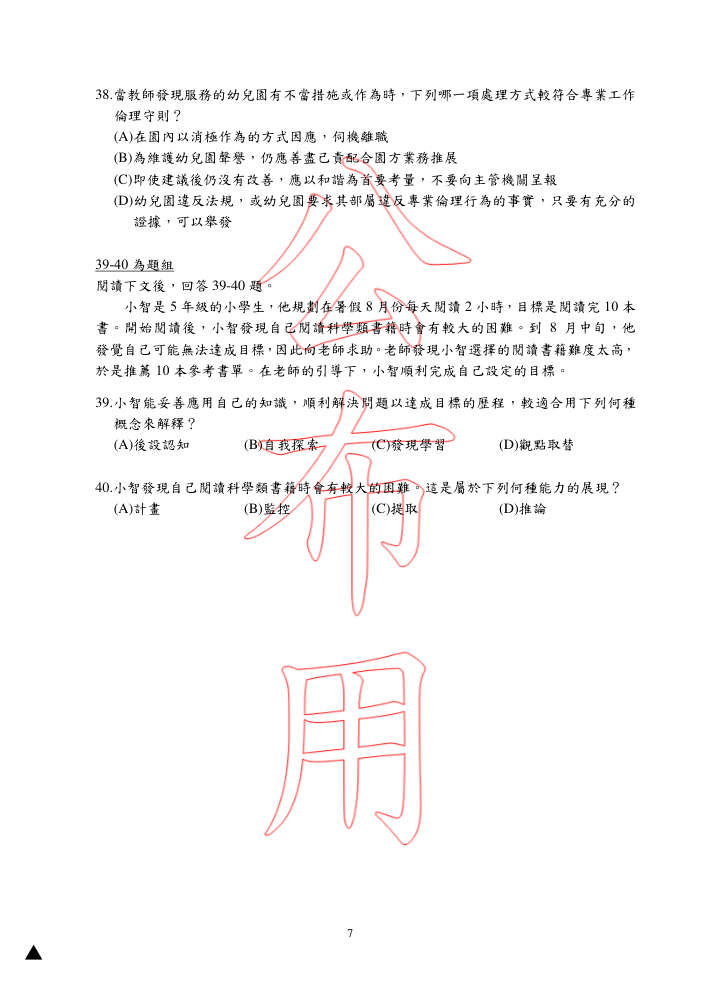 38.當教師發現服務的幼兒園有不當措施或作為時，下列哪一項處理方式較符合專業工作
倫理守則？
(A)在園內以消極作為的方式因應，伺機離職
(B)為維護幼兒園聲譽，仍應善盡己責配合園方業務推展
(C)即使建議後仍沒有改善，應以和諧為首要考量，不要向主管機關呈報
(D)幼兒園違反法規，或幼兒園要求其部屬違反專業倫理行為的事實，只要有充分的
證據，可以舉發
39-40 為題組
閱讀下文後，回答 39-40 題。
小智是 5 年級的小學生，他規劃在暑假 8 月份每天閱讀 2 小時，目標是閱讀完 10 本
書。開始閱讀後，小智發現自己閱讀科學類書籍時會有較大的困難。到 8 月中旬，他
發覺自己可能無法達成目標，因此向老師求助。老師發現小智選擇的閱讀書籍難度太高，
於是推薦 10 本參考書單。在老師的引導下，小智順利完成自己設定的目標。
39.小智能妥善應用自己的知識，順利解決問題以達成目標的歷程，較適合用下列何種
概念來解釋？
(A)後設認知 (B)自我探索 (C)發現學習 (D)觀點取替
40.小智發現自己閱讀科學類書籍時會有較大的困難。這是屬於下列何種能力的展現？
(A)計畫 (B)監控 (C)提取 (D)推論
公布用
7